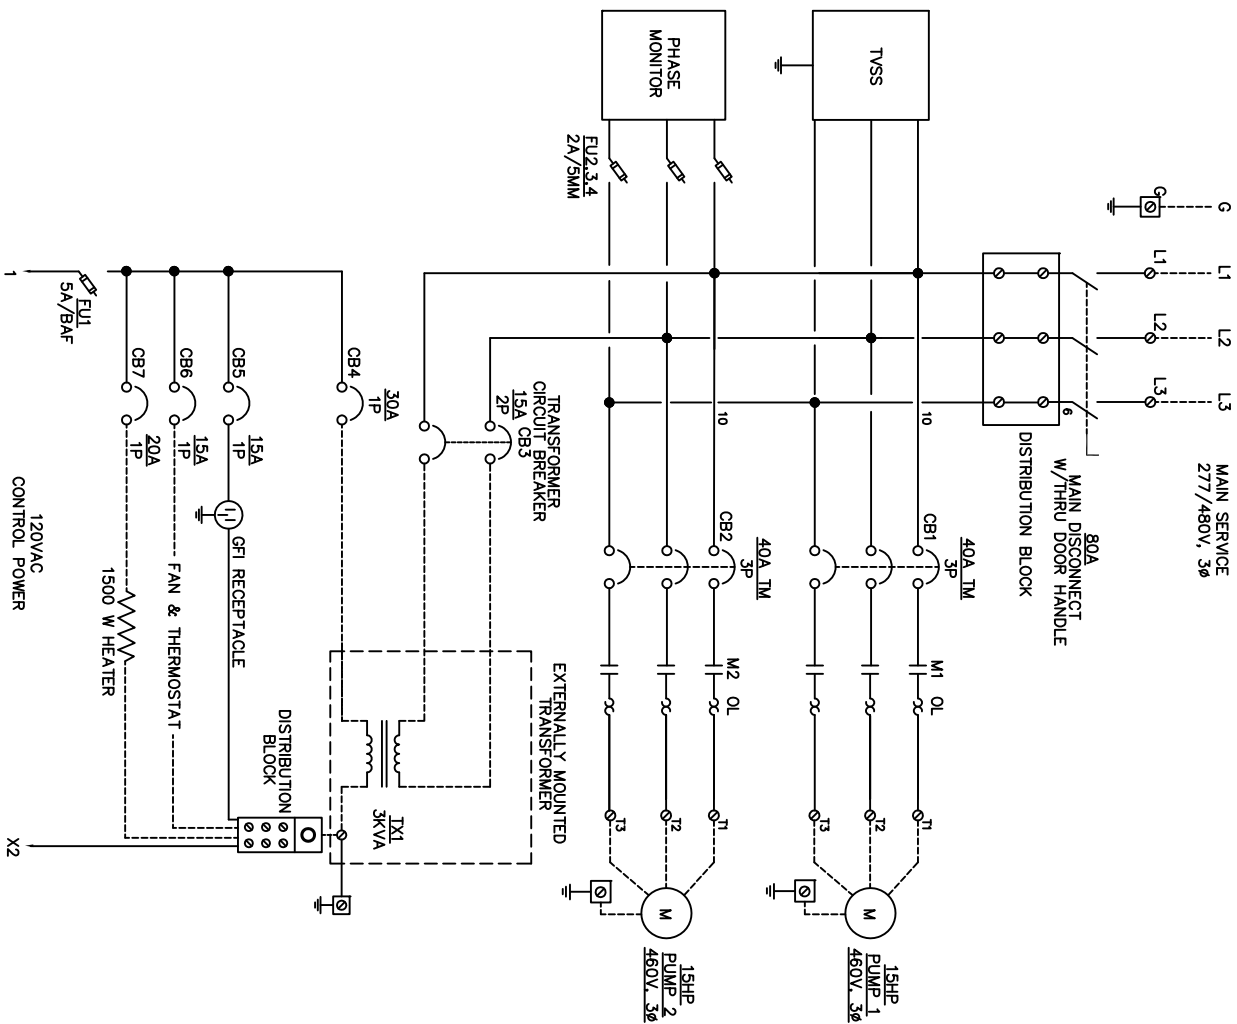 MAIN SERVICE
277/480V, 3ø
G
L1
L2
L3
G
L1
L2
L3
80A
MAIN DISCONNECT
W/THRU DOOR HANDLE
6
DISTRIBUTION BLOCK
TVSS
10
CB1
40A TM
3P
M1
OL
T1
T2
T3
M
15HP
PUMP 1
460V, 3ø
PHASE
MONITOR
FU2,3,4
2A/5MM
10
CB2
40A TM
3P
M2
OL
T1
T2
T3
M
15HP
PUMP 2
460V, 3ø
TRANSFORMER
CIRCUIT BREAKER
15A CB3
2P
EXTERNALLY MOUNTED
TRANSFORMER
TX1
3KVA
CB4
30A
1P
CB5
15A
1P
GFI RECEPTACLE
DISTRIBUTION
BLOCK
CB6
15A
1P
FAN & THERMOSTAT
CB7
20A
1P
1500 W HEATER
FU1
5A/BAF
1
120VAC
CONTROL POWER
X2